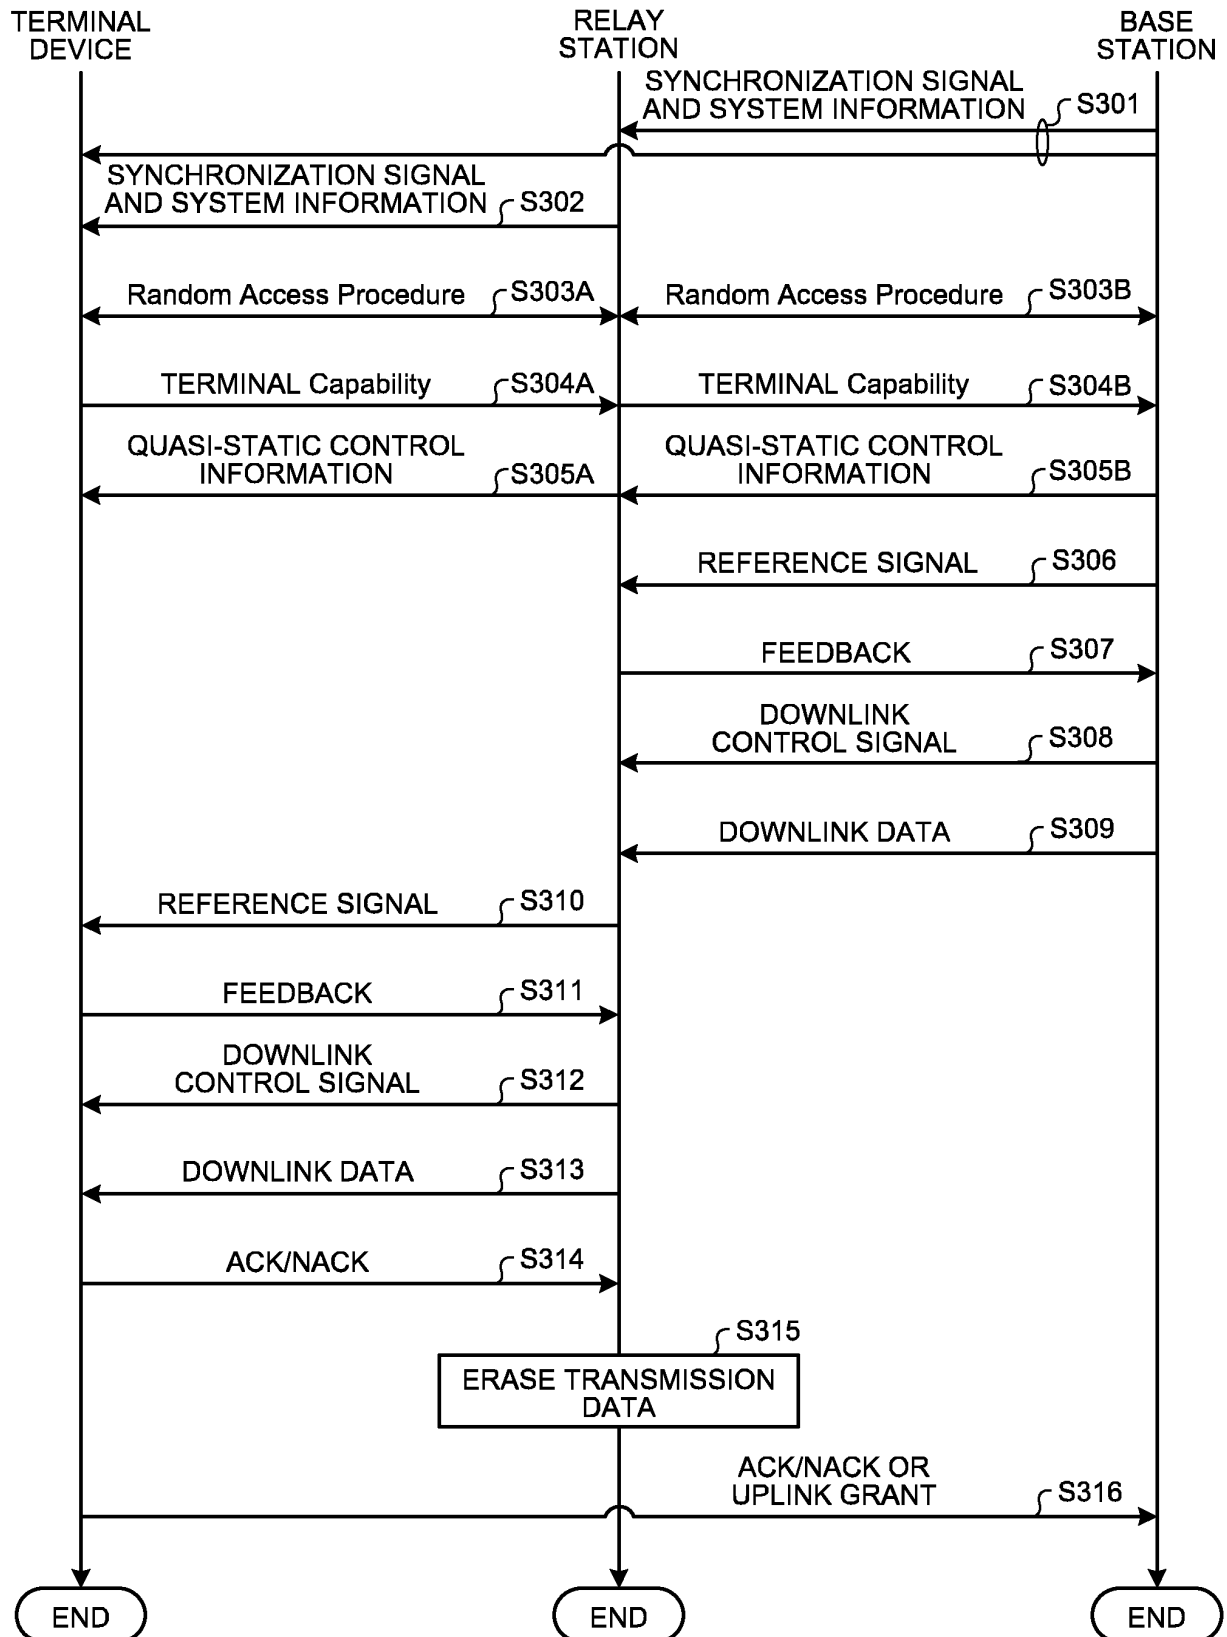 TERMINAL
DEVICE
RELAY
STATION
BASE
STATION
SYNCHRONIZATION SIGNAL
AND SYSTEM INFORMATION
S301
SYNCHRONIZATION SIGNAL
AND SYSTEM INFORMATION
S302
Random Access Procedure
S303A
Random Access Procedure
S303B
TERMINAL Capability
S304A
TERMINAL Capability
S304B
QUASI-STATIC CONTROL
INFORMATION
S305A
QUASI-STATIC CONTROL
INFORMATION
S305B
REFERENCE SIGNAL
S306
FEEDBACK
S307
DOWNLINK
CONTROL SIGNAL
S308
DOWNLINK DATA
S309
REFERENCE SIGNAL
S310
FEEDBACK
S311
DOWNLINK
CONTROL SIGNAL
S312
DOWNLINK DATA
S313
ACK/NACK
S314
S315
ERASE TRANSMISSION
DATA
ACK/NACK OR
UPLINK GRANT
S316
END
END
END